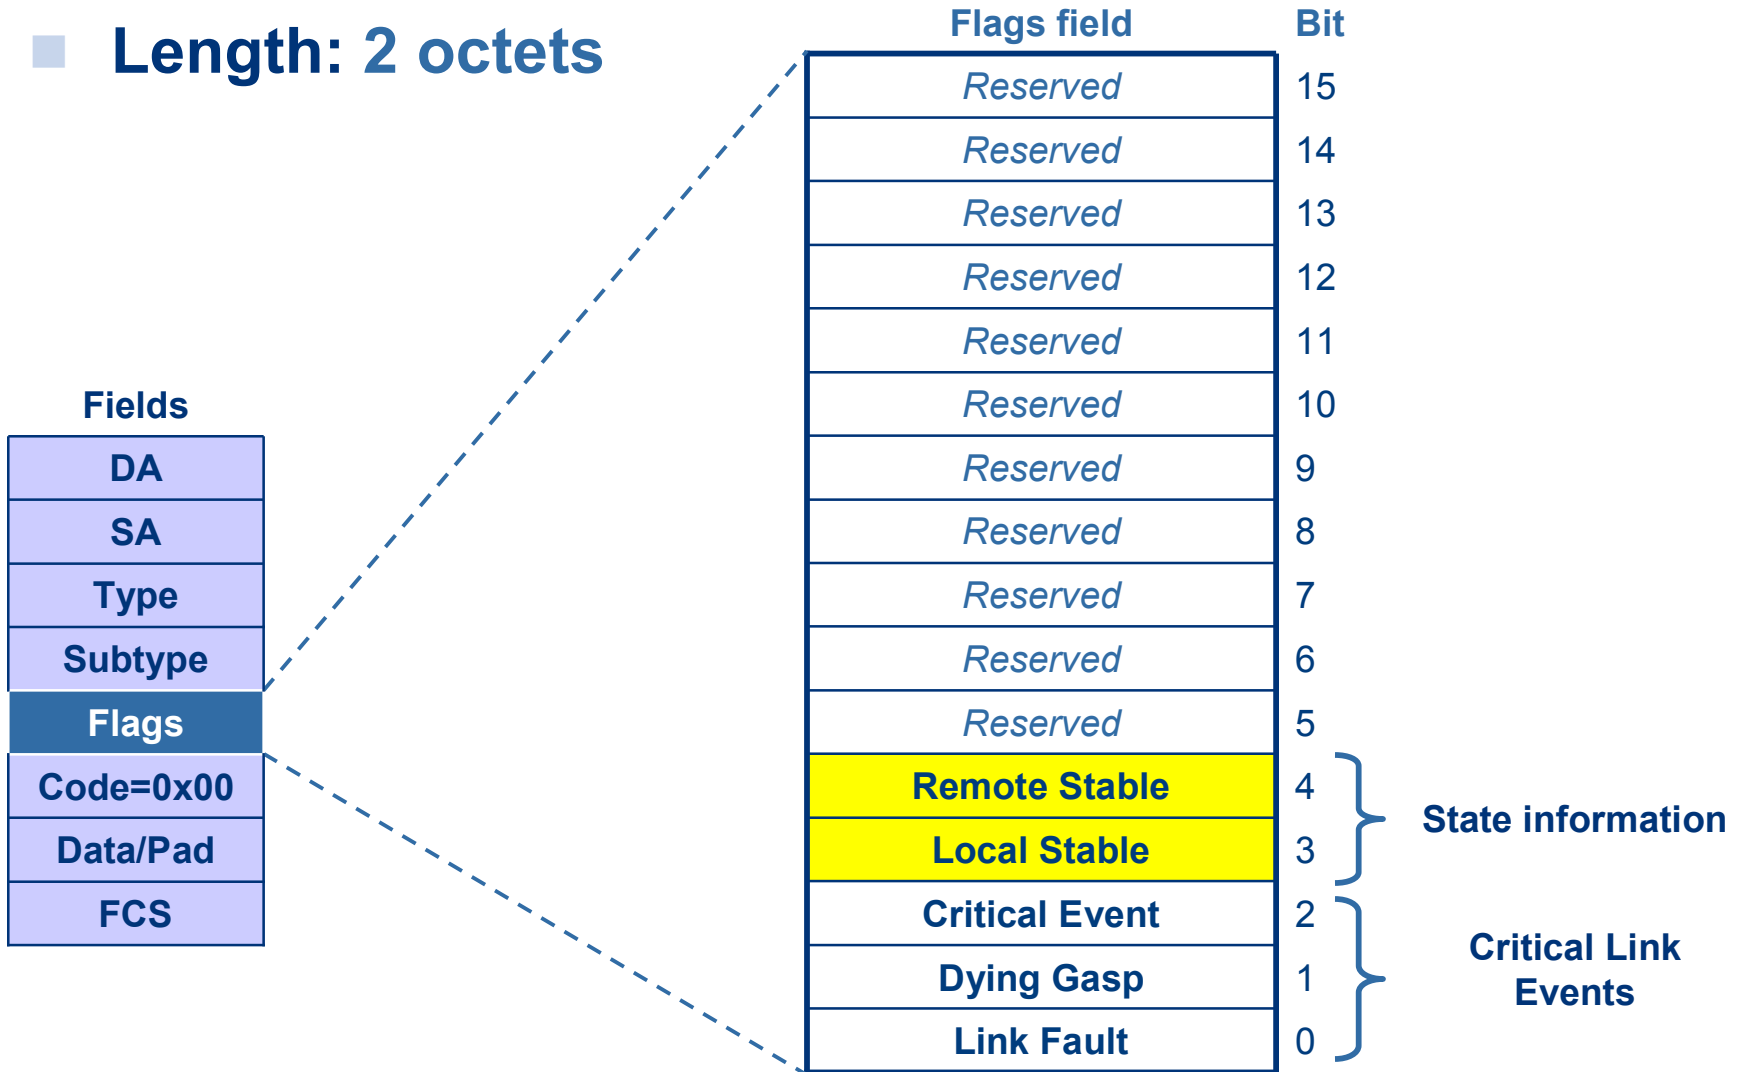 Length: 2 octets
Fields
DA
SA
Type
Subtype
Flags
Code=0x00
Data/Pad
FCS
Flags field Bit
Reserved 15
Reserved 14
Reserved 13
Reserved 12
Reserved 11
Reserved 10
Reserved 9
Reserved 8
Reserved 7
Reserved 6
Reserved 5
Remote Stable 4
Local Stable 3
Critical Event 2
Dying Gasp 1
Link Fault 0
State information
Critical Link
Events